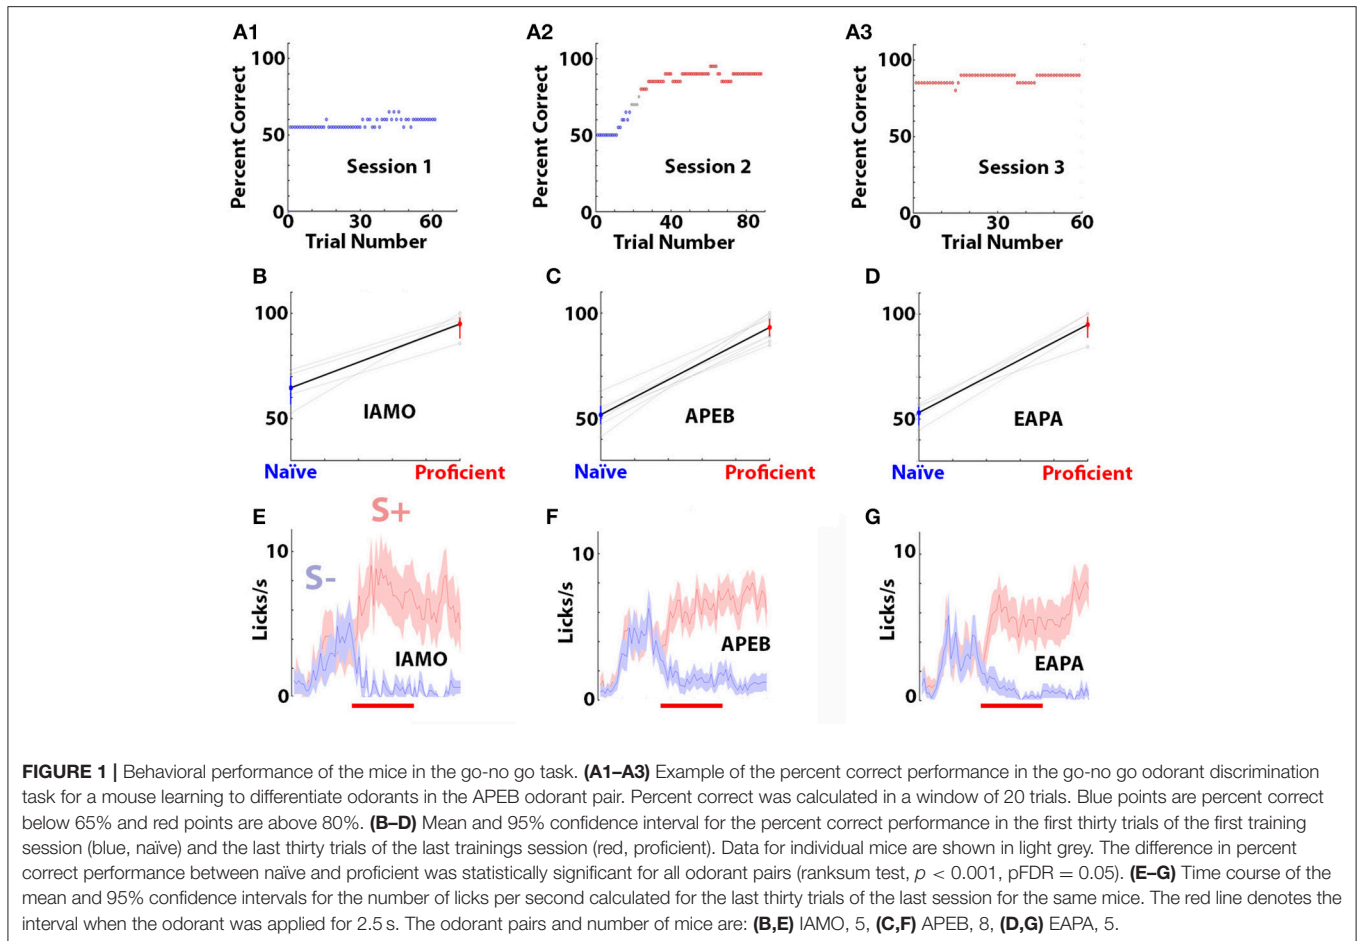 A1
A2
A3
100
50
0
Percent Correct
Session 1
0 30 60
Trial Number
100
50
0
Percent Correct
Session 2
0 40 80
Trial Number
100
50
0
Percent Correct
Session 3
0 30 60
Trial Number
B
C
D
100
50
IAMO
Naïve
Proficient
100
50
APEB
Naïve
Proficient
100
50
EAPA
Naïve
Proficient
E
F
G
S+
S-
10
0
Licks/s
IAMO
10
0
Licks/s
APEB
10
0
Licks/s
EAPA
FIGURE 1 | Behavioral performance of the mice in the go-no go task. (A1–A3) Example of the percent correct performance in the go-no go odorant discrimination
task for a mouse learning to differentiate odorants in the APEB odorant pair. Percent correct was calculated in a window of 20 trials. Blue points are percent correct
below 65% and red points are above 80%. (B–D) Mean and 95% confidence interval for the percent correct performance in the first thirty trials of the first training
session (blue, naïve) and the last thirty trials of the last trainings session (red, proficient). Data for individual mice are shown in light grey. The difference in percent
correct performance between naïve and proficient was statistically significant for all odorant pairs (ranksum test, p < 0.001, pFDR = 0.05). (E–G) Time course of the
mean and 95% confidence intervals for the number of licks per second calculated for the last thirty trials of the last session for the same mice. The red line denotes the
interval when the odorant was applied for 2.5 s. The odorant pairs and number of mice are: (B,E) IAMO, 5, (C,F) APEB, 8, (D,G) EAPA, 5.